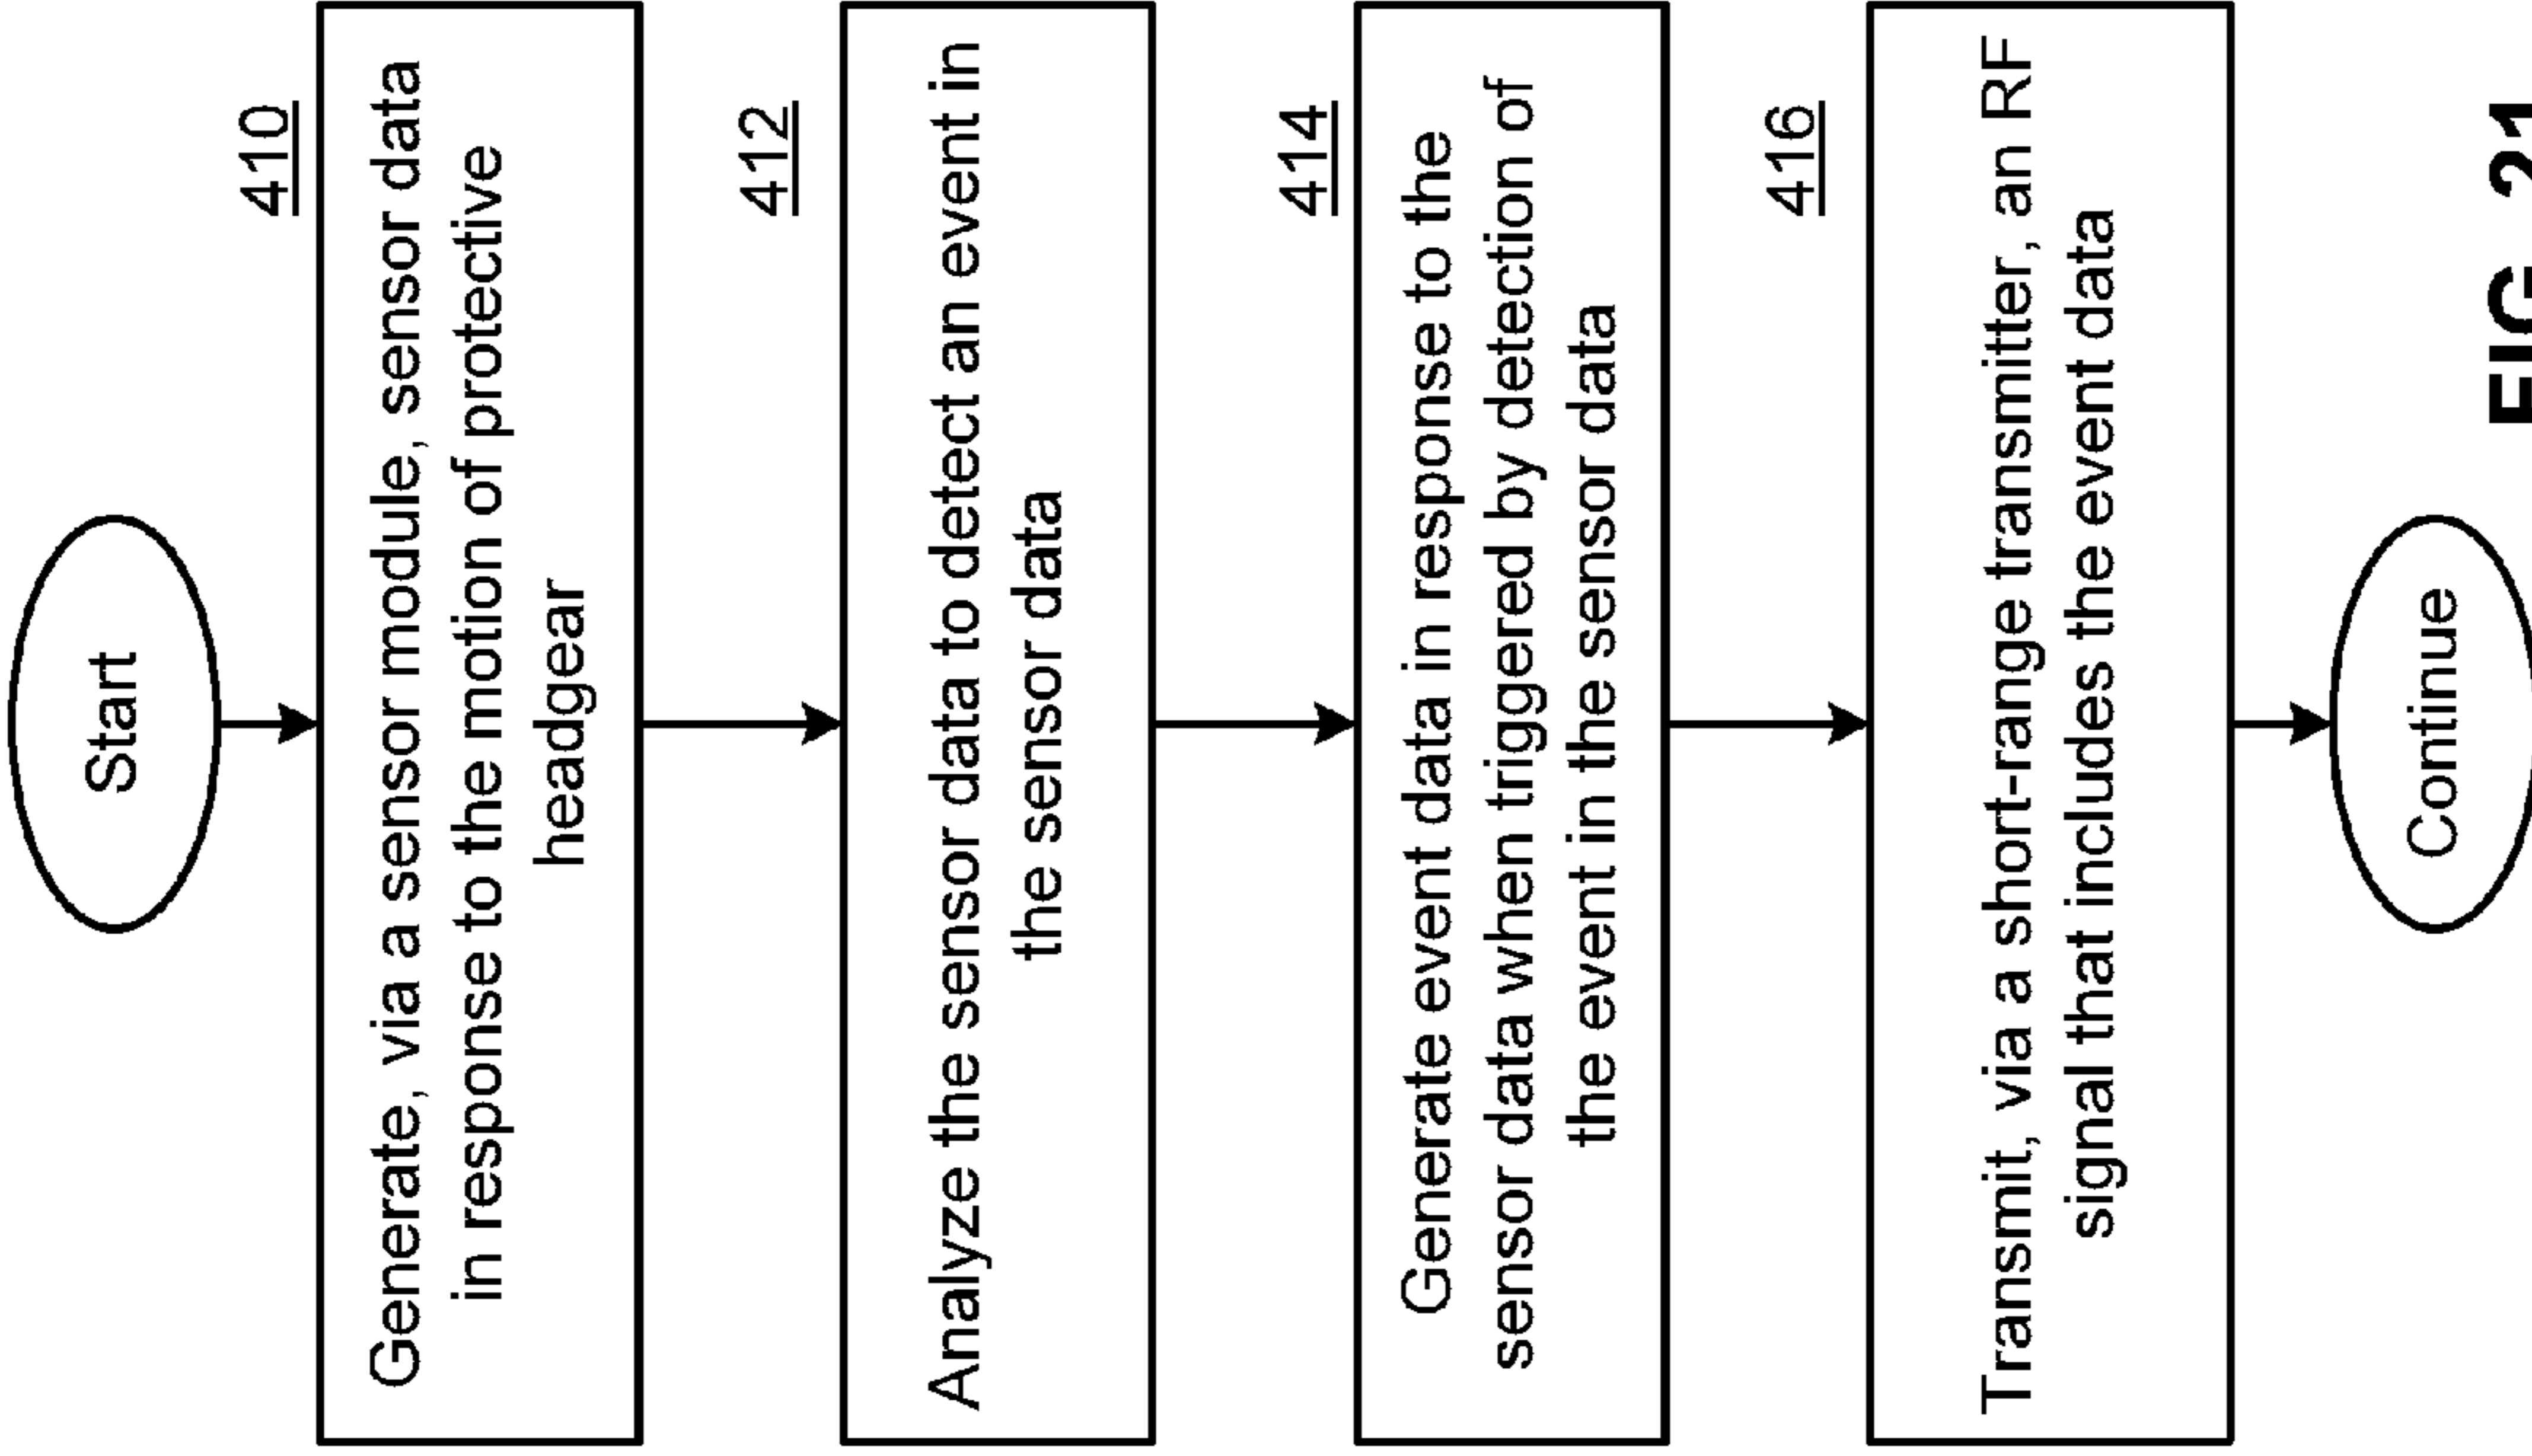 Start
410
Generate, via a sensor module, sensor data
in response to the motion of protective
headgear
412
Analyze the sensor data to detect an event in
the sensor data
414
Generate event data in response to the
sensor data when triggered by detection of
the event in the sensor data
416
Transmit, via a short-range transmitter, an RF
signal that includes the event data
Continue
FIG. 21